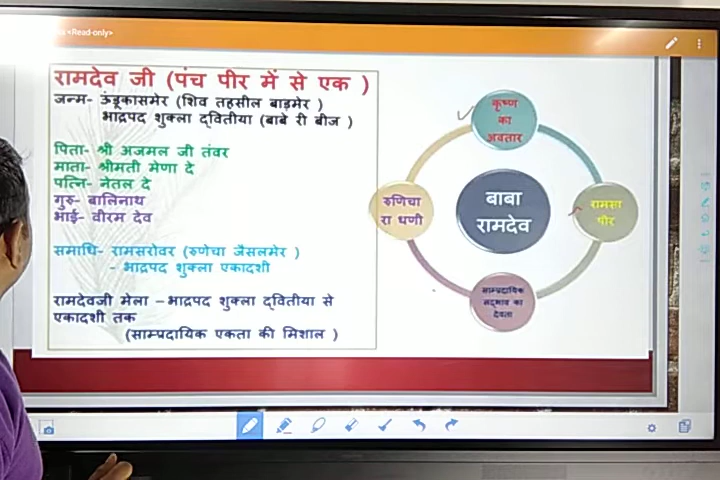 <Read-only>
रामदेव जी (पंच पीर में से एक )
जन्म- ऊंडूकासमेर (शिव तहसील बाड़मेर )
भाद्रपद शुक्ला द्वितीया (बाबे री बीज )
पिता- श्री अजमल जी तंवर
माता- श्रीमती मेणा दे
पत्नि- नेतल दे
गुरु- बालिनाथ
भाई- वीरम देव
समाधि- रामसरोवर (रुणेचा जैसलमेर )
- भाद्रपद शुक्ला एकादशी
रामदेवजी मेला – भाद्रपद शुक्ला द्वितीया से
एकादशी तक
(साम्प्रदायिक एकता की मिशाल )
कृष्ण
का
अवतार
रुणिचा
रा धणी
बाबा
रामदेव
रामसा
पीर
साम्प्रदायिक
सद्भाव का
देवता